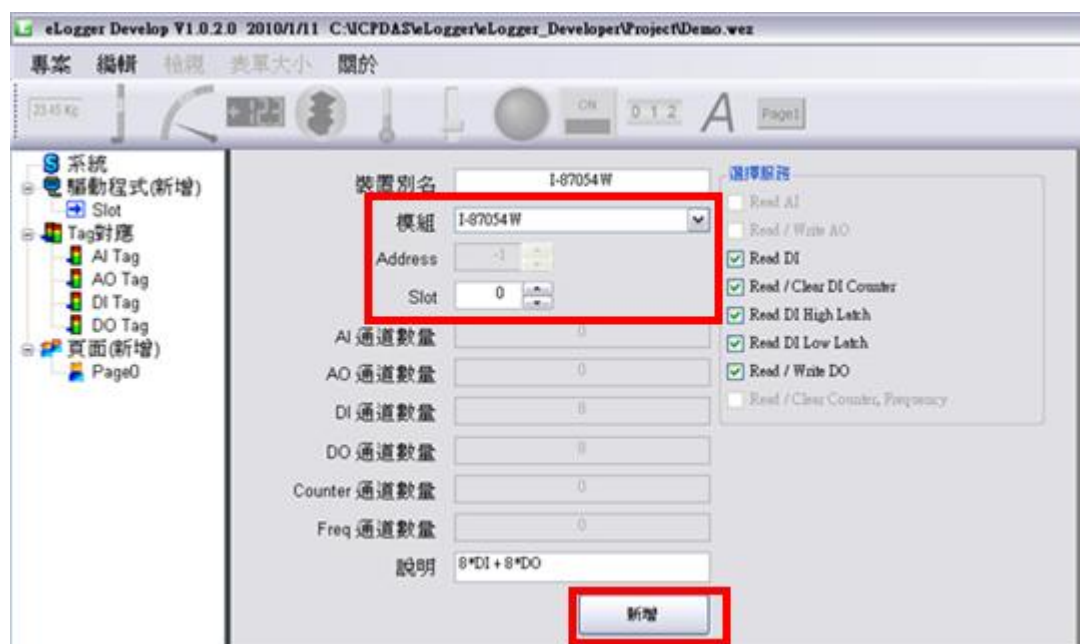 eLogger Develop V1.0.2.0 2010/1/11 C:\ICPDAS\eLogger\eLogger_Developer\Project\Demo.wez
專案 編輯 檢視 表單大小 關於
23.45 Kg
ON
0 1 2
A
Page1
系統
驅動程式(新增)
Slot
Tag對應
AI Tag
AO Tag
DI Tag
DO Tag
頁面(新增)
Page0
裝置別名 I-87054W
模組 I-87054W
Address -1
Slot 0
AI 通道數量 0
AO 通道數量 0
DI 通道數量 8
DO 通道數量 8
Counter 通道數量 0
Freq 通道數量 0
說明 8*DI + 8*DO
新增
選擇服務
Read AI
Read / Write AO
Read DI
Read / Clear DI Counter
Read DI High Latch
Read DI Low Latch
Read / Write DO
Read / Clear Counter, Frequency